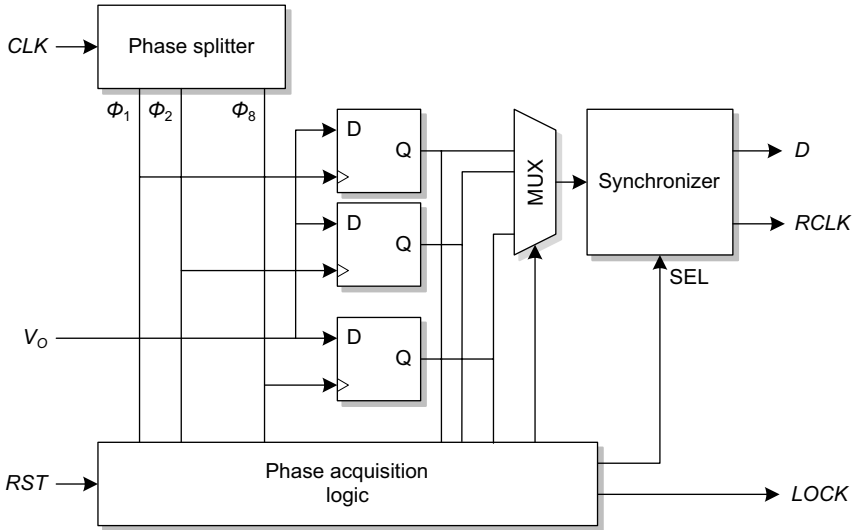 CLK
Phase splitter
Φ1 Φ2 Φ8
D
Q
D
Q
D
Q
MUX
Synchronizer
D
RCLK
SEL
VO
RST
Phase acquisition
logic
LOCK